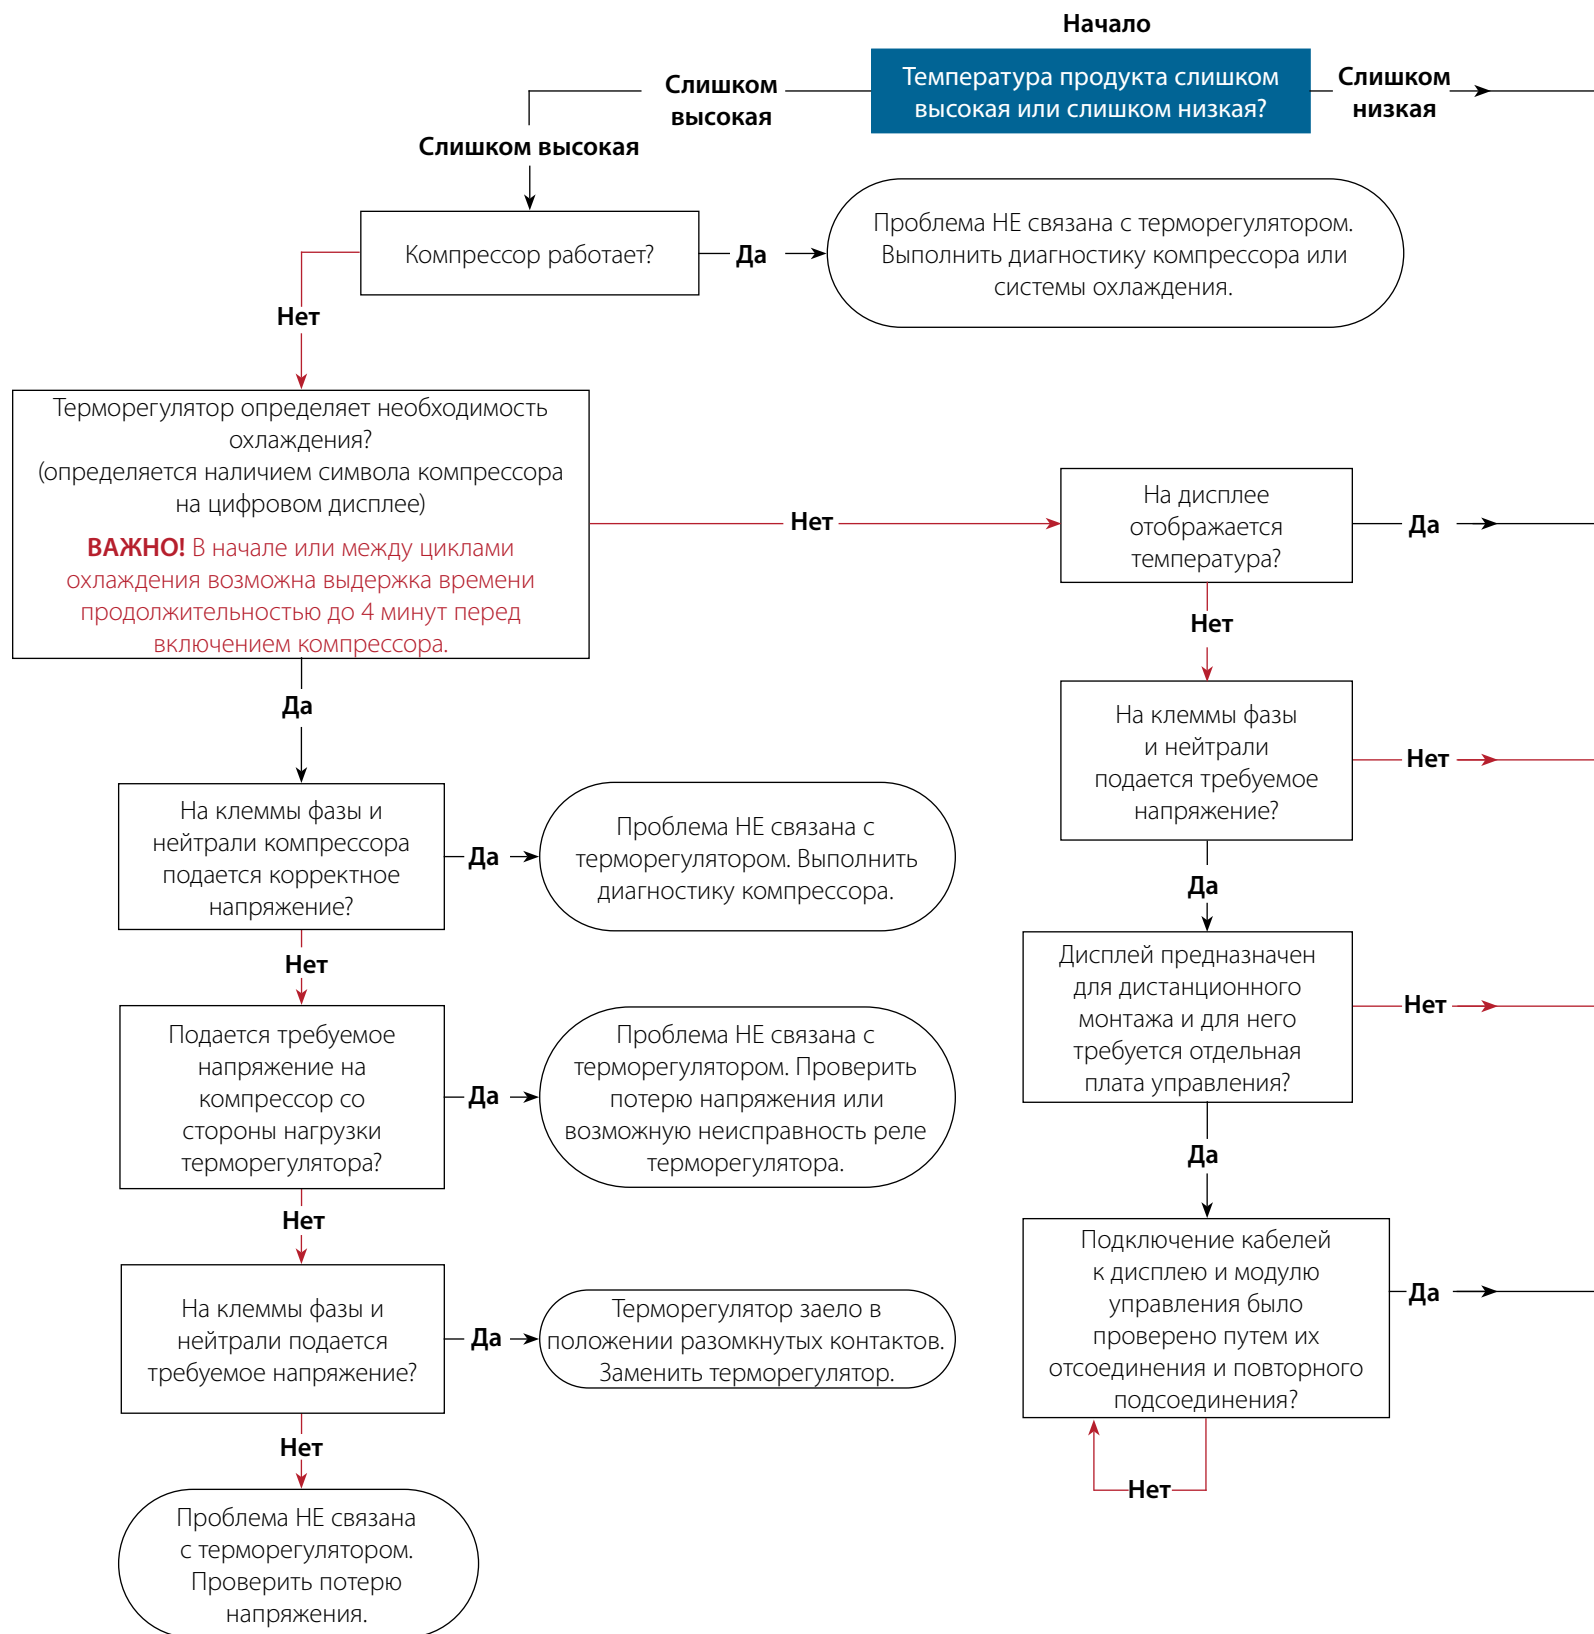 Начало
Температура продукта слишком
высокая или слишком низкая?
Слишком
высокая
Слишком
низкая
Слишком высокая
Компрессор работает?
Да
Проблема НЕ связана с терморегулятором.
Выполнить диагностику компрессора или
системы охлаждения.
Нет
Терморегулятор определяет необходимость
охлаждения?
(определяется наличием символа компрессора
на цифровом дисплее)
ВАЖНО! В начале или между циклами
охлаждения возможна выдержка времени
продолжительностью до 4 минут перед
включением компрессора.
Нет
На дисплее
отображается
температура?
Да
Нет
Да
На клеммы фазы
и нейтрали
подается требуемое
напряжение?
Нет
На клеммы фазы и
нейтрали компрессора
подается корректное
напряжение?
Да
Проблема НЕ связана с
терморегулятором. Выполнить
диагностику компрессора.
Да
Нет
Дисплей предназначен
для дистанционного
монтажа и для него
требуется отдельная
плата управления?
Нет
Подается требуемое
напряжение на
компрессор со
стороны нагрузки
терморегулятора?
Да
Проблема НЕ связана с
терморегулятором. Проверить
потерю напряжения или
возможную неисправность реле
терморегулятора.
Да
Нет
Подключение кабелей
к дисплею и модулю
управления было
проверено путем их
отсоединения и повторного
подсоединения?
Да
На клеммы фазы и
нейтрали подается
требуемое напряжение?
Да
Терморегулятор заело в
положении разомкнутых контактов.
Заменить терморегулятор.
Нет
Нет
Проблема НЕ связана
с терморегулятором.
Проверить потерю
напряжения.